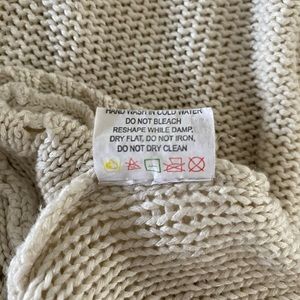 HAND WASH IN COLD WATER
DO NOT BLEACH
RESHAPE WHILE DAMP,
DRY FLAT, DO NOT IRON,
DO NOT DRY CLEAN